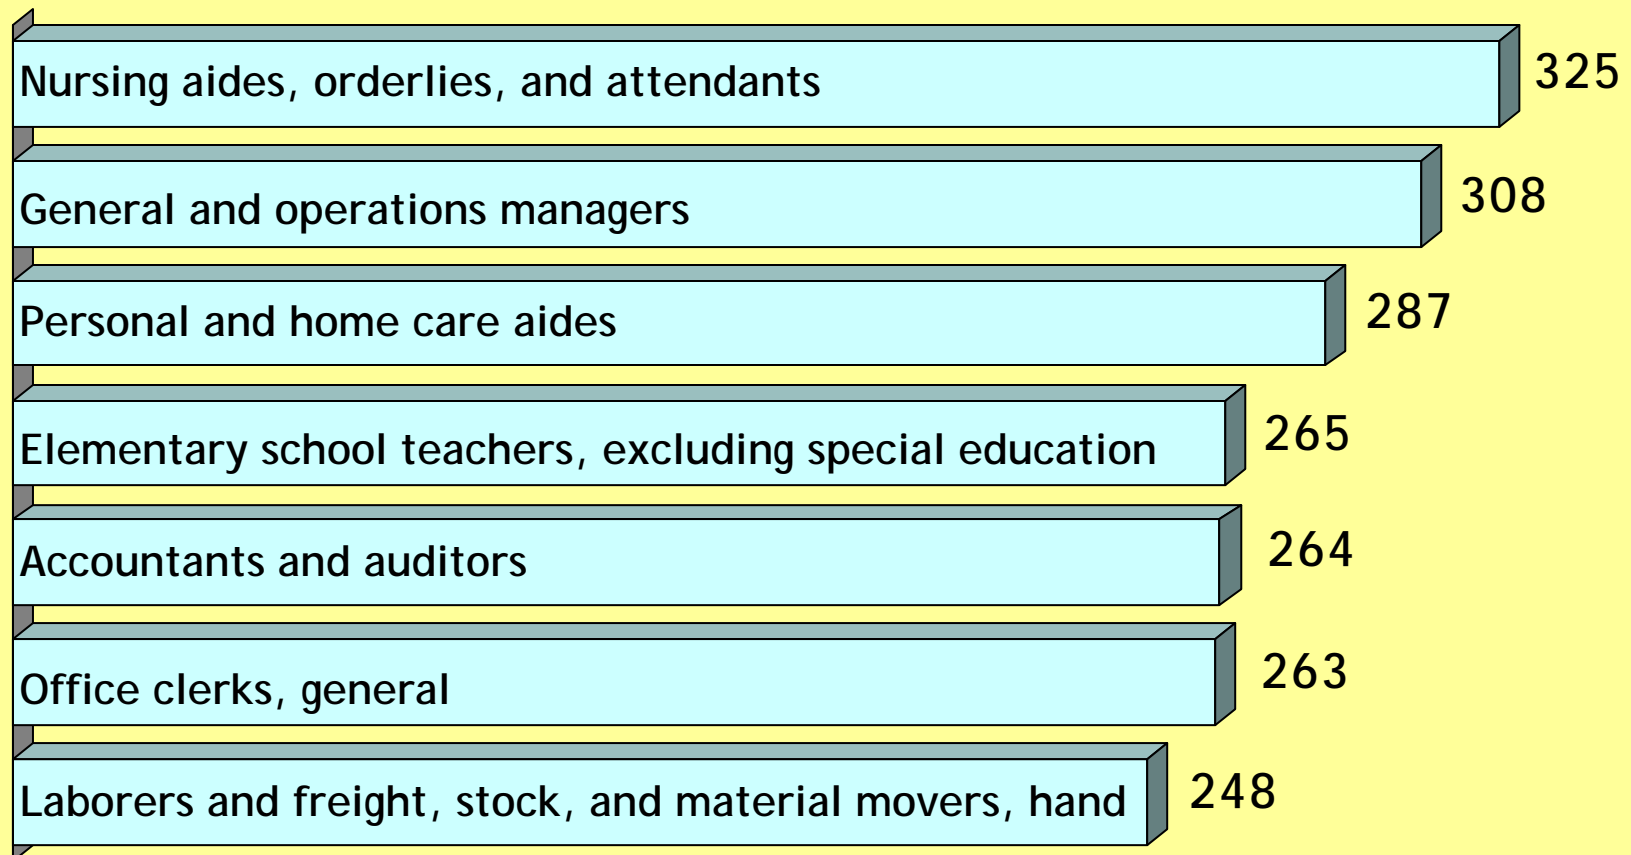 Nursing aides, orderlies, and attendants 325
General and operations managers 308
Personal and home care aides 287
Elementary school teachers, excluding special education 265
Accountants and auditors 264
Office clerks, general 263
Laborers and freight, stock, and material movers, hand 248